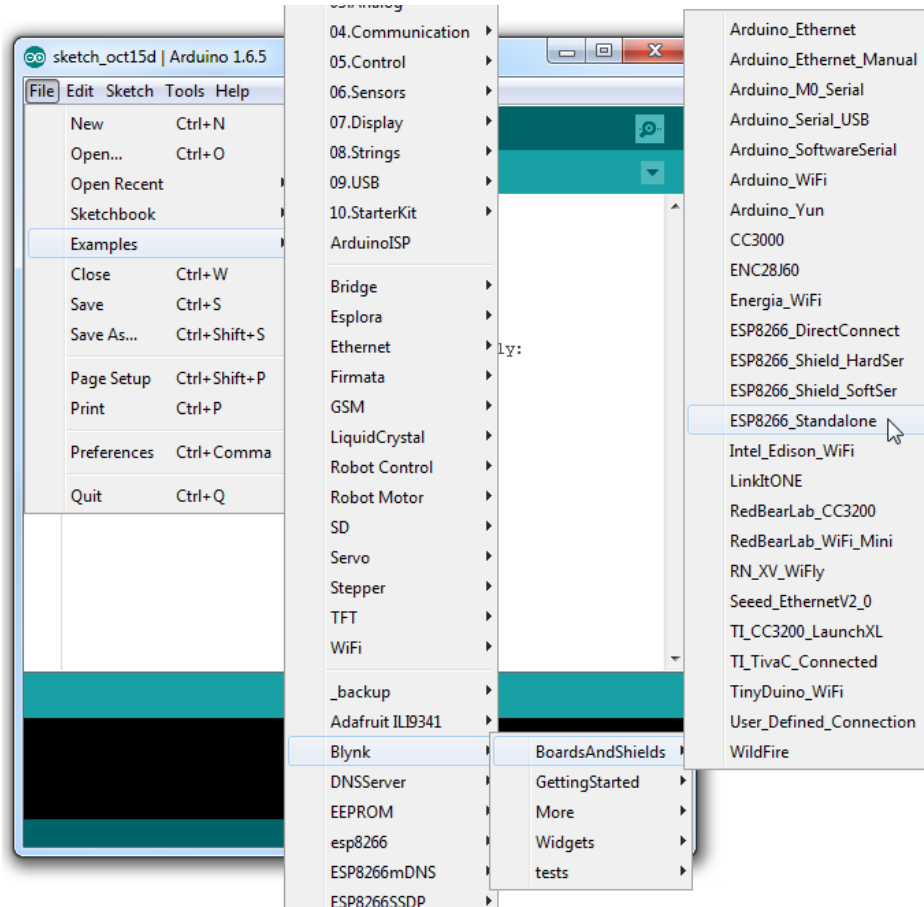 sketch_oct15d | Arduino 1.6.5
File Edit Sketch Tools Help
New Ctrl+N
Open... Ctrl+O
Open Recent
Sketchbook
Examples
Close Ctrl+W
Save Ctrl+S
Save As... Ctrl+Shift+S
Page Setup Ctrl+Shift+P
Print Ctrl+P
Preferences Ctrl+Comma
Quit Ctrl+Q
03.Analog
04.Communication
05.Control
06.Sensors
07.Display
08.Strings
09.USB
10.StarterKit
ArduinoISP
Bridge
Esplora
Ethernet
Firmata
GSM
LiquidCrystal
Robot Control
Robot Motor
SD
Servo
Stepper
TFT
WiFi
_backup
Adafruit ILI9341
Blynk
DNSServer
EEPROM
esp8266
ESP8266mDNS
ESP8266SSDP
ly:
BoardsAndShields
GettingStarted
More
Widgets
tests
Arduino_Ethernet
Arduino_Ethernet_Manual
Arduino_M0_Serial
Arduino_Serial_USB
Arduino_SoftwareSerial
Arduino_WiFi
Arduino_Yun
CC3000
ENC28J60
Energia_WiFi
ESP8266_DirectConnect
ESP8266_Shield_HardSer
ESP8266_Shield_SoftSer
ESP8266_Standalone
Intel_Edison_WiFi
LinkItONE
RedBearLab_CC3200
RedBearLab_WiFi_Mini
RN_XV_WiFly
Seeed_EthernetV2_0
TI_CC3200_LaunchXL
TI_TivaC_Connected
TinyDuino_WiFi
User_Defined_Connection
WildFire